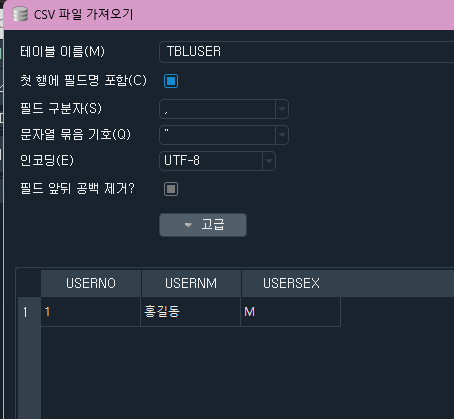 CSV 파일 가져오기
테이블 이름(M) TBLUSER
첫 행에 필드명 포함(C)
필드 구분자(S) ,
문자열 묶음 기호(Q) "
인코딩(E) UTF-8
필드 앞뒤 공백 제거?
고급
USERNO USERNM USERSEX
1 1 홍길동 M